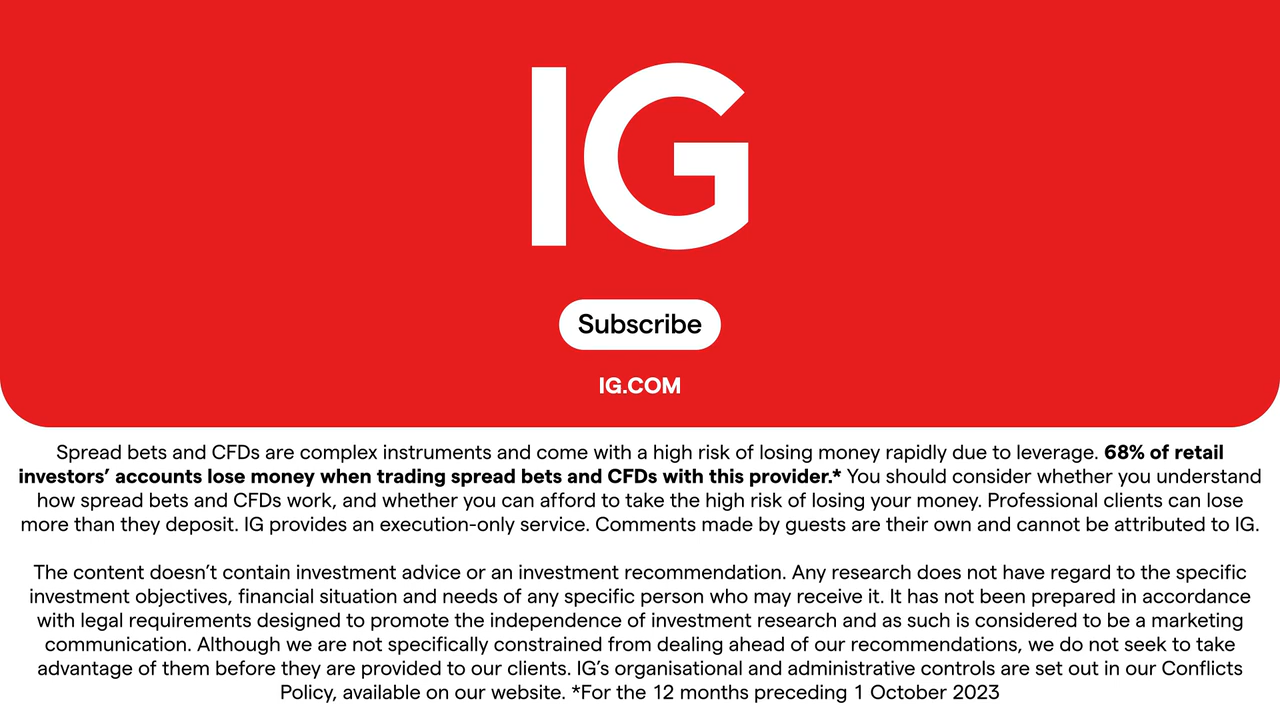 IG
Subscribe
IG.COM
Spread bets and CFDs are complex instruments and come with a high risk of losing money rapidly due to leverage. 68% of retail
investors’ accounts lose money when trading spread bets and CFDs with this provider.* You should consider whether you understand
how spread bets and CFDs work, and whether you can afford to take the high risk of losing your money. Professional clients can lose
more than they deposit. IG provides an execution-only service. Comments made by guests are their own and cannot be attributed to IG.
The content doesn’t contain investment advice or an investment recommendation. Any research does not have regard to the specific
investment objectives, financial situation and needs of any specific person who may receive it. It has not been prepared in accordance
with legal requirements designed to promote the independence of investment research and as such is considered to be a marketing
communication. Although we are not specifically constrained from dealing ahead of our recommendations, we do not seek to take
advantage of them before they are provided to our clients. IG’s organisational and administrative controls are set out in our Conflicts
Policy, available on our website. *For the 12 months preceding 1 October 2023